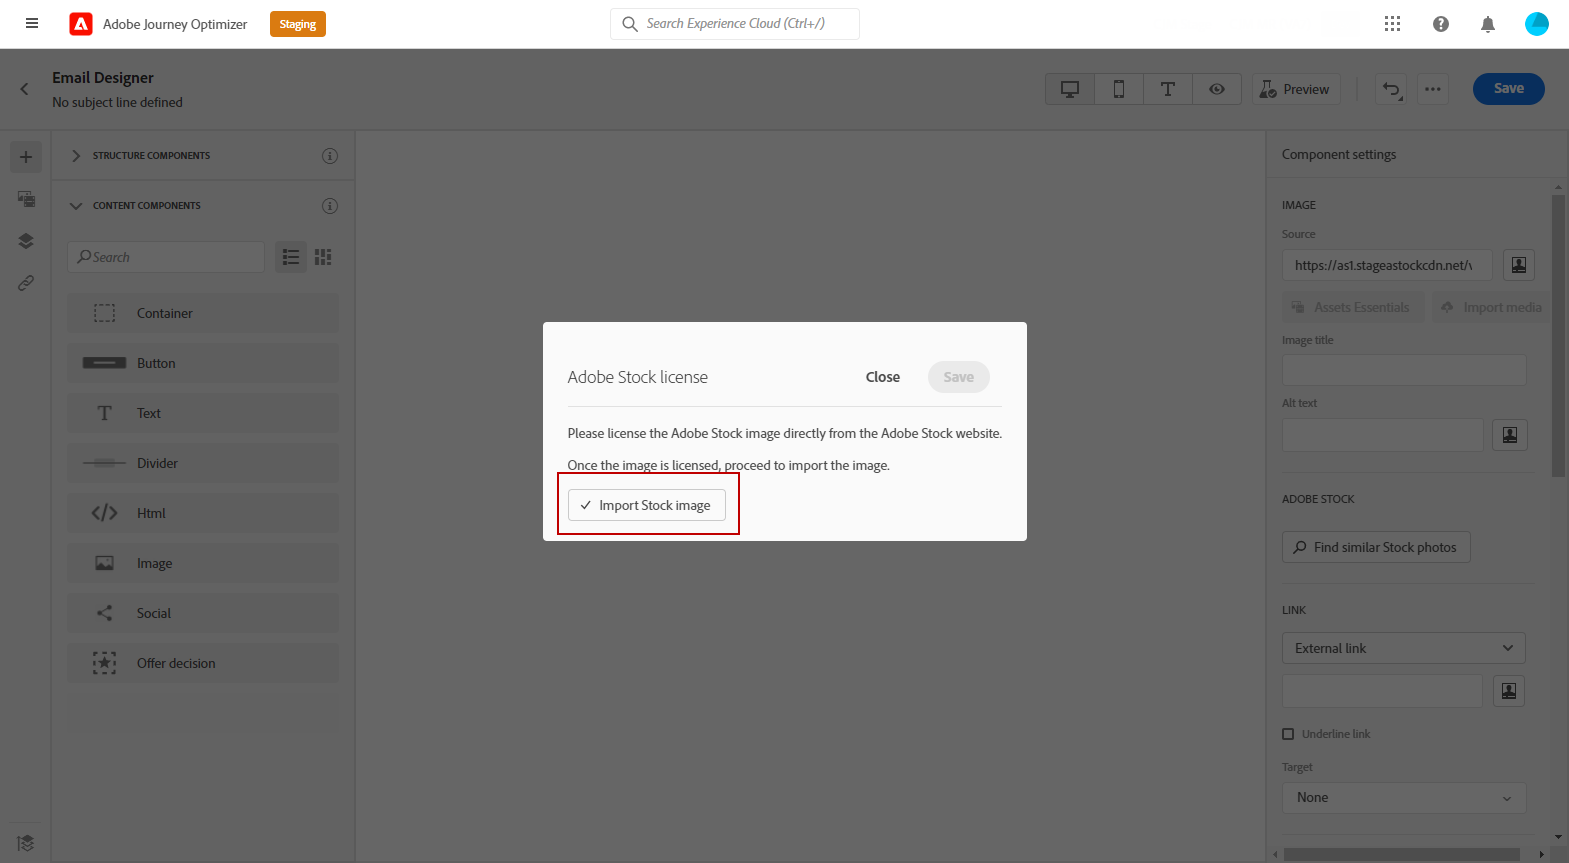 Adobe Journey Optimizer
Staging
Search Experience Cloud (Ctrl+/)
Email Designer
No subject line defined
Preview
Save
STRUCTURE COMPONENTS
CONTENT COMPONENTS
Search
Container
Button
Text
Divider
Html
Image
Social
Offer decision
Adobe Stock license
Close
Save
Please license the Adobe Stock image directly from the Adobe Stock website.
Once the image is licensed, proceed to import the image.
Import Stock image
Component settings
IMAGE
Source
https://as1.stageastockcdn.net/v
Assets Essentials
Import media
Image title
Alt text
ADOBE STOCK
Find similar Stock photos
LINK
External link
Underline link
Target
None